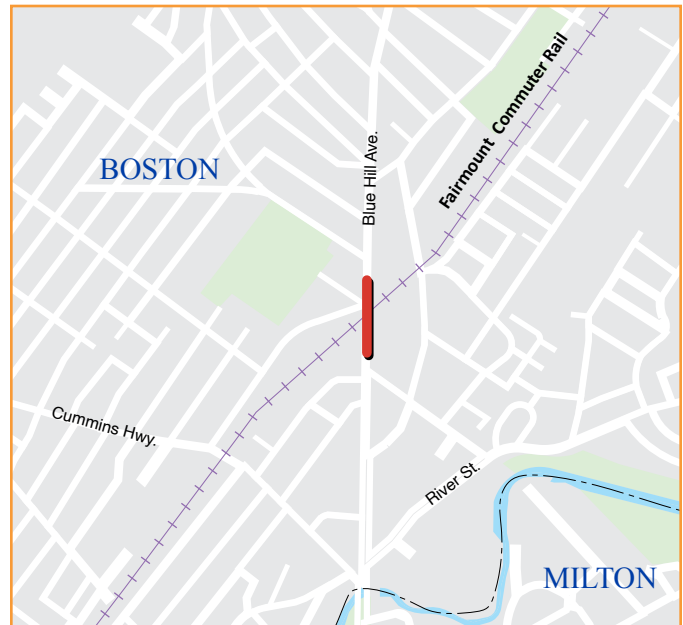 Fairmount Commuter Rail
BOSTON
Blue Hill Ave.
Cummins Hwy.
River St.
MILTON